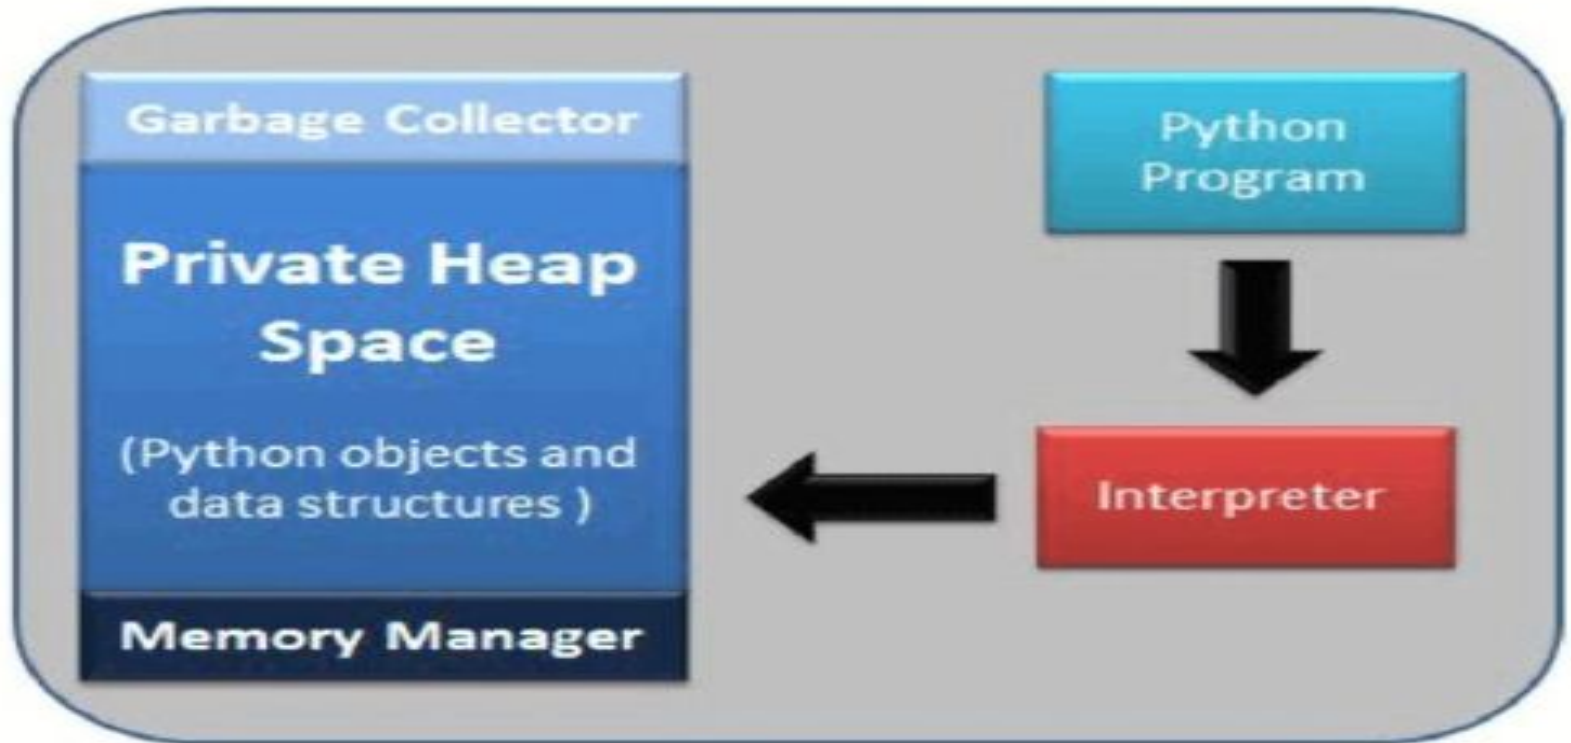 Garbage Collector
Private Heap
Space
(Python objects and
data structures )
Memory Manager
Python
Program
Interpreter